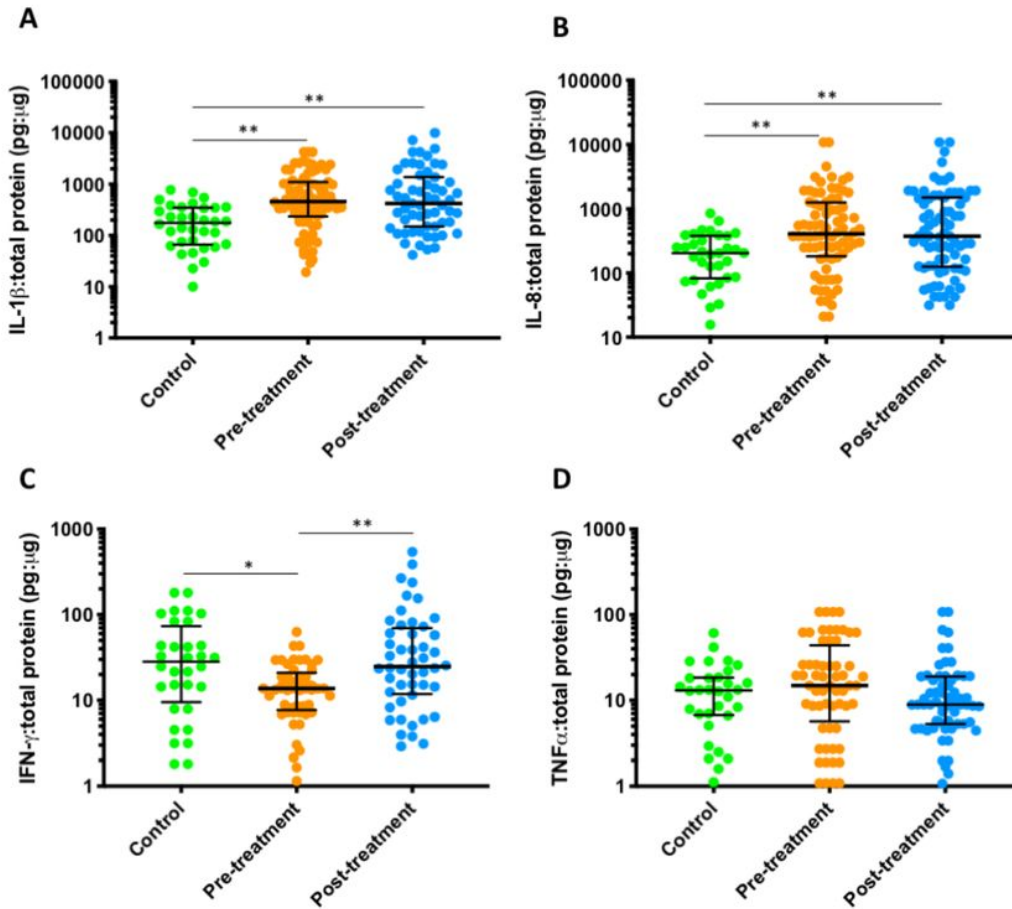 A
IL-1β:total protein (pg:μg)
100000
10000
1000
100
10
1
**
**
Control
Pre-treatment
Post-treatment
B
IL-8:total protein (pg:μg)
100000
10000
1000
100
10
**
**
Control
Pre-treatment
Post-treatment
C
IFN-γ:total protein (pg:μg)
1000
100
10
1
*
**
Control
Pre-treatment
Post-treatment
D
TNFα:total protein (pg:μg)
1000
100
10
1
Control
Pre-treatment
Post-treatment